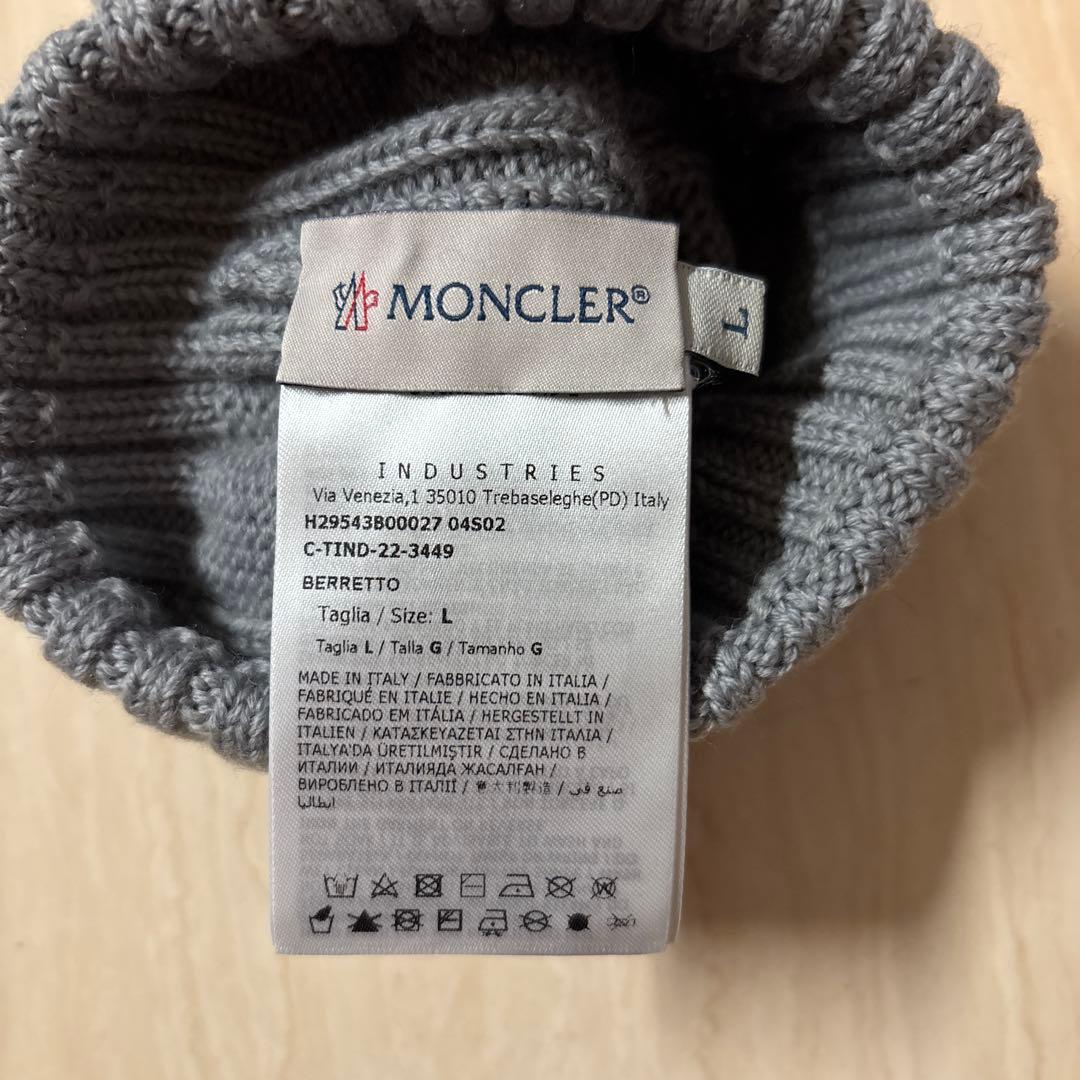 MONCLER®
L
INDUSTRIES
Via Venezia,1 35010 Trebaseleghe(PD) Italy
H29543B00027 04S02
C-TIND-22-3449
BERRETTO
Taglia / Size: L
Taglia L / Talla G / Tamanho G
MADE IN ITALY / FABBRICATO IN ITALIA /
FABRIQUÉ EN ITALIE / HECHO EN ITALIA /
FABRICADO EM ITÁLIA / HERGESTELLT IN
ITALIEN / ΚΑΤΑΣΚΕΥΑΖΕΤΑΙ ΣΤΗΝ ΙΤΑΛΙΑ /
ITALYA'DA ÜRETILMIŞTIR / СДЕЛАНО В
ИТАЛИИ / ИТАЛИЯДА ЖАСАЛҒАН /
ВИРОБЛЕНО В ІТАЛІЇ / 大利製造 / صنع في
ايطاليا